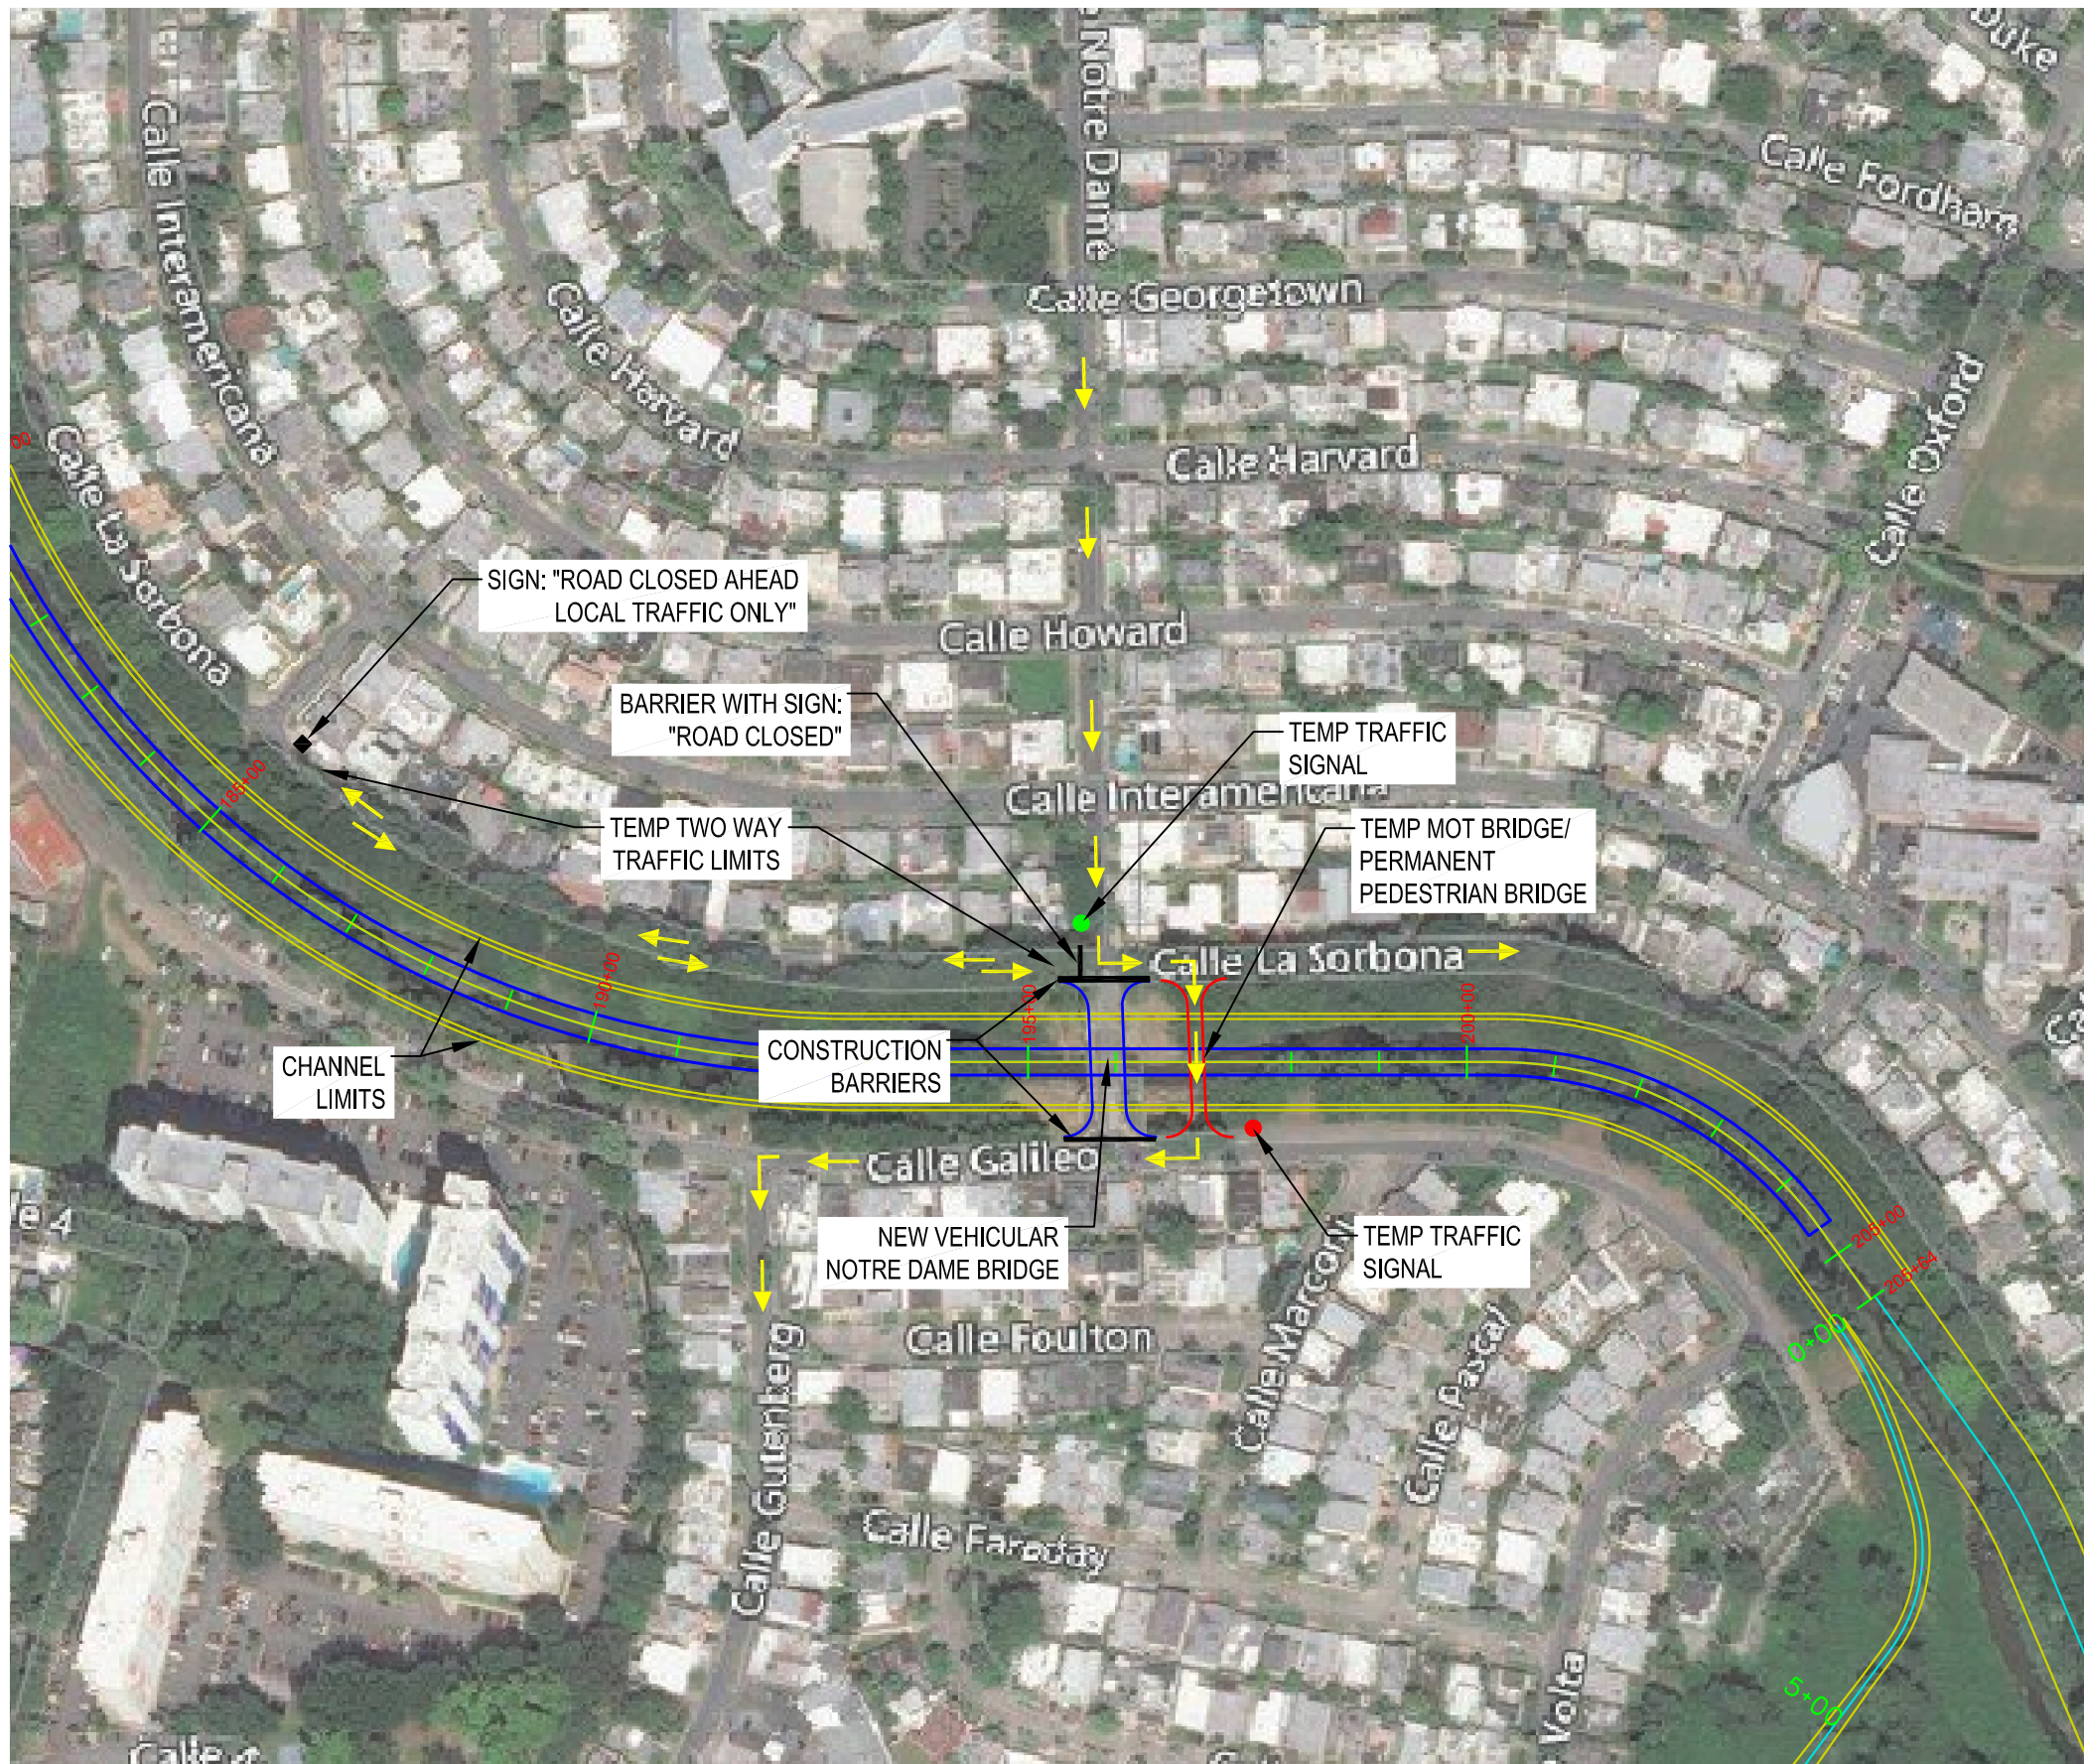 Notre Dame
Duke
Calle Interamericana
Calle Fordham
Calle Georgetown
Calle Harvard
Calle Harvard
Calle Oxford
Calle La Sorbona
SIGN: "ROAD CLOSED AHEAD
LOCAL TRAFFIC ONLY"
Calle Howard
BARRIER WITH SIGN:
"ROAD CLOSED"
TEMP TRAFFIC
SIGNAL
185+00
Calle Interamericana
TEMP TWO WAY
TRAFFIC LIMITS
TEMP MOT BRIDGE/
PERMANENT
PEDESTRIAN BRIDGE
Calle La Sorbona
190+00
195+00
200+00
CONSTRUCTION
BARRIERS
CHANNEL
LIMITS
Calle Galileo
NEW VEHICULAR
NOTRE DAME BRIDGE
TEMP TRAFFIC
SIGNAL
205+00
205+64
0+00
Calle Marconi
Calle Foulton
Calle Gutenberg
Calle Pascal
Calle Faraday
Volta
5+00